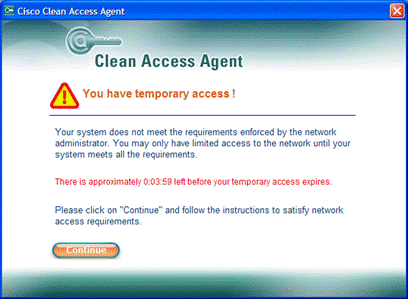 Cisco Clean Access Agent
Clean Access Agent
You have temporary access !
Your system does not meet the requirements enforced by the network
administrator. You may only have limited access to the network until your
system meets all the requirements.
There is approximately 0:03:59 left before your temporary access expires.
Please click on "Continue" and follow the instructions to satisfy network
access requirements.
Continue